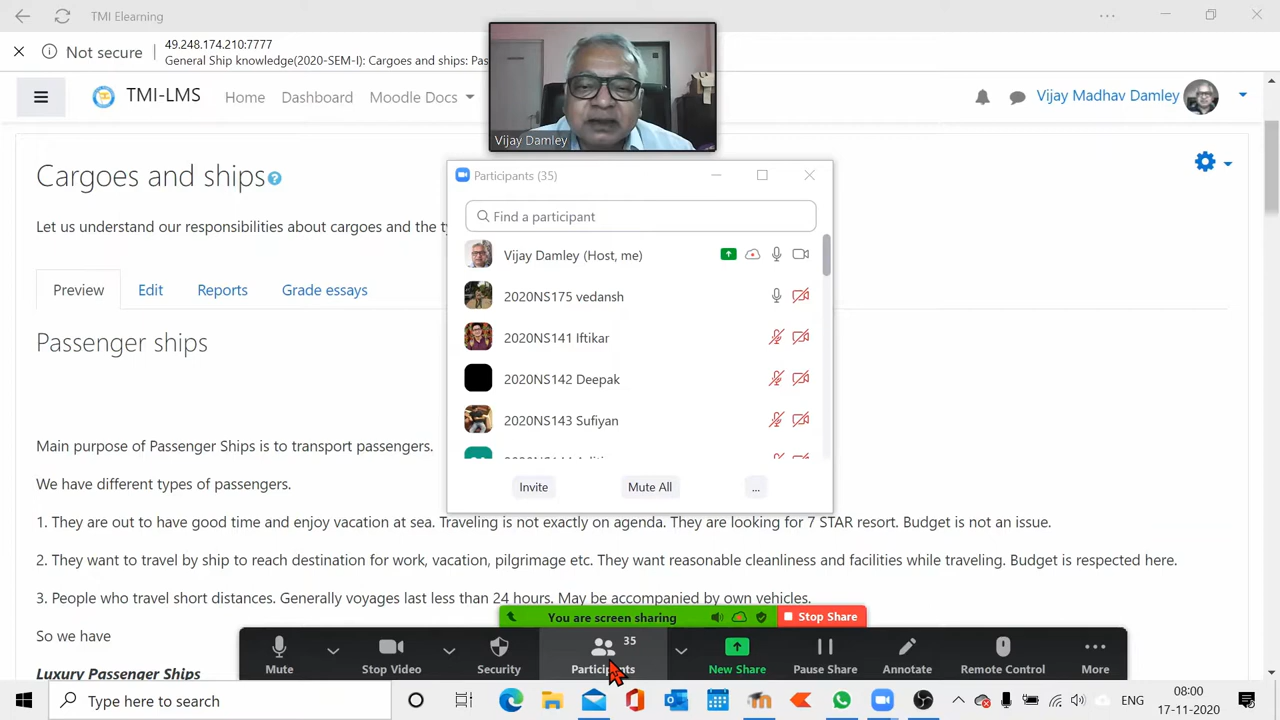 TMI Elearning
Not secure
49.248.174.210:7777
General Ship knowledge(2020-SEM-I): Cargoes and ships: Pas
TMI-LMS
Home
Dashboard
Moodle Docs
Vijay Madhav Damley
Vijay Damley
Cargoes and ships
Let us understand our responsibilities about cargoes and the
Preview
Edit
Reports
Grade essays
Participants (35)
Find a participant
Vijay Damley (Host, me)
2020NS175 vedansh
2020NS141 Iftikar
2020NS142 Deepak
2020NS143 Sufiyan
Invite
Mute All
...
Passenger ships
Main purpose of Passenger Ships is to transport passengers.
We have different types of passengers.
1. They are out to have good time and enjoy vacation at sea. Traveling is not exactly on agenda. They are looking for 7 STAR resort. Budget is not an issue.
2. They want to travel by ship to reach destination for work, vacation, pilgrimage etc. They want reasonable cleanliness and facilities while traveling. Budget is respected here.
3. People who travel short distances. Generally voyages last less than 24 hours. May be accompanied by own vehicles.
So we have
Luxury Passenger Ships
You are screen sharing
Stop Share
Mute
Stop Video
Security
35
Participants
New Share
Pause Share
Annotate
Remote Control
More
Type here to search
ENG
08:00
17-11-2020